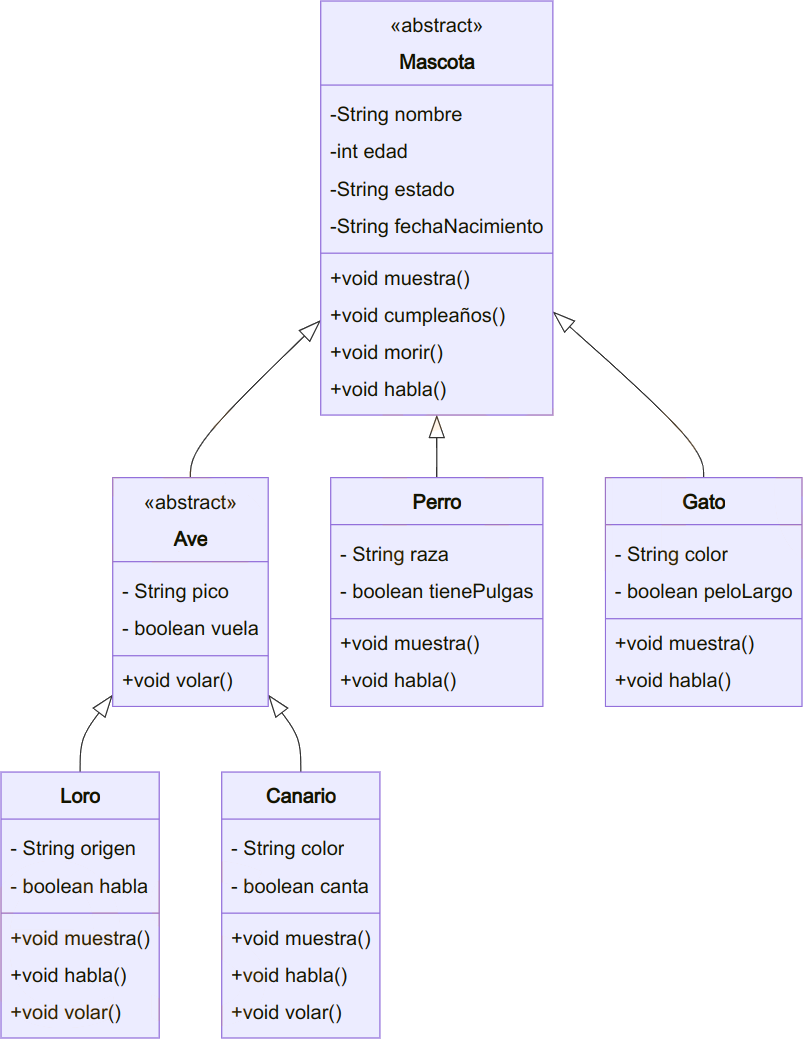 «abstract»
Mascota
-String nombre
-int edad
-String estado
-String fechaNacimiento
+void muestra()
+void cumpleaños()
+void morir()
+void habla()
«abstract»
Ave
- String pico
- boolean vuela
+void volar()
Perro
- String raza
- boolean tienePulgas
+void muestra()
+void habla()
Gato
- String color
- boolean peloLargo
+void muestra()
+void habla()
Loro
- String origen
- boolean habla
+void muestra()
+void habla()
+void volar()
Canario
- String color
- boolean canta
+void muestra()
+void habla()
+void volar()